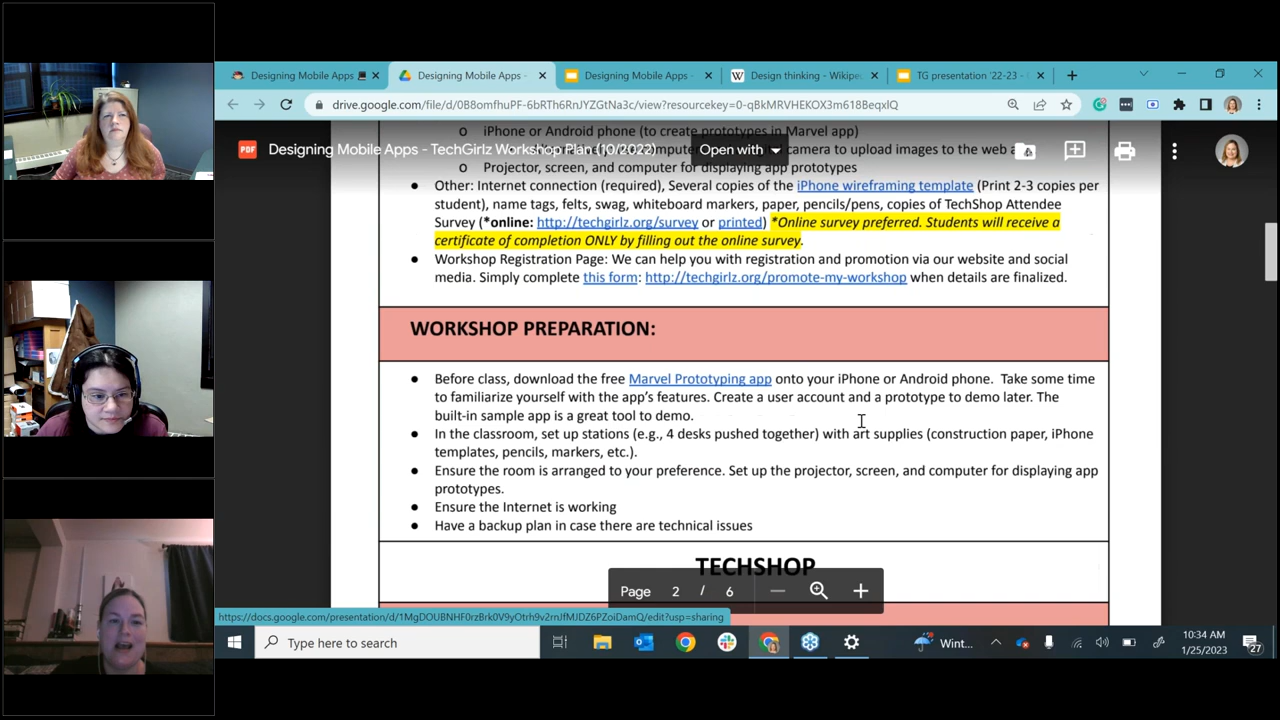 Designing Mobile Apps
Designing Mobile Apps -
Designing Mobile Apps -
Design thinking - Wikipe
TG presentation '22-23 -
drive.google.com/file/d/0B8omfhuPF-6bRTh6RnJYZGtNa3c/view?resourcekey=0-qBkMRVHEKOX3m618BeqxIQ
o iPhone or Android phone (to create prototypes in Marvel app)
PDF Designing Mobile Apps - TechGirlz Workshop Plan (10/2022) Open with
camera to upload images to the web
o Projector, screen, and computer for displaying app prototypes
● Other: Internet connection (required), Several copies of the iPhone wireframing template (Print 2-3 copies per
student), name tags, felts, swag, whiteboard markers, paper, pencils/pens, copies of TechShop Attendee
Survey (*online: http://techgirlz.org/survey or printed) *Online survey preferred. Students will receive a
certificate of completion ONLY by filling out the online survey.
● Workshop Registration Page: We can help you with registration and promotion via our website and social
media. Simply complete this form: http://techgirlz.org/promote-my-workshop when details are finalized.
WORKSHOP PREPARATION:
● Before class, download the free Marvel Prototyping app onto your iPhone or Android phone. Take some time
to familiarize yourself with the app's features. Create a user account and a prototype to demo later. The
built-in sample app is a great tool to demo.
● In the classroom, set up stations (e.g., 4 desks pushed together) with art supplies (construction paper, iPhone
templates, pencils, markers, etc.).
● Ensure the room is arranged to your preference. Set up the projector, screen, and computer for displaying app
prototypes.
● Ensure the Internet is working
● Have a backup plan in case there are technical issues
TECHSHOP
Page 2 / 6
https://docs.google.com/presentation/d/1MgDOUBNHF0rzBrk0V9yOtrh9v2rnJfMJDZ6PZoiDamQ/edit?usp=sharing
Type here to search
Wint...
10:34 AM
1/25/2023
27